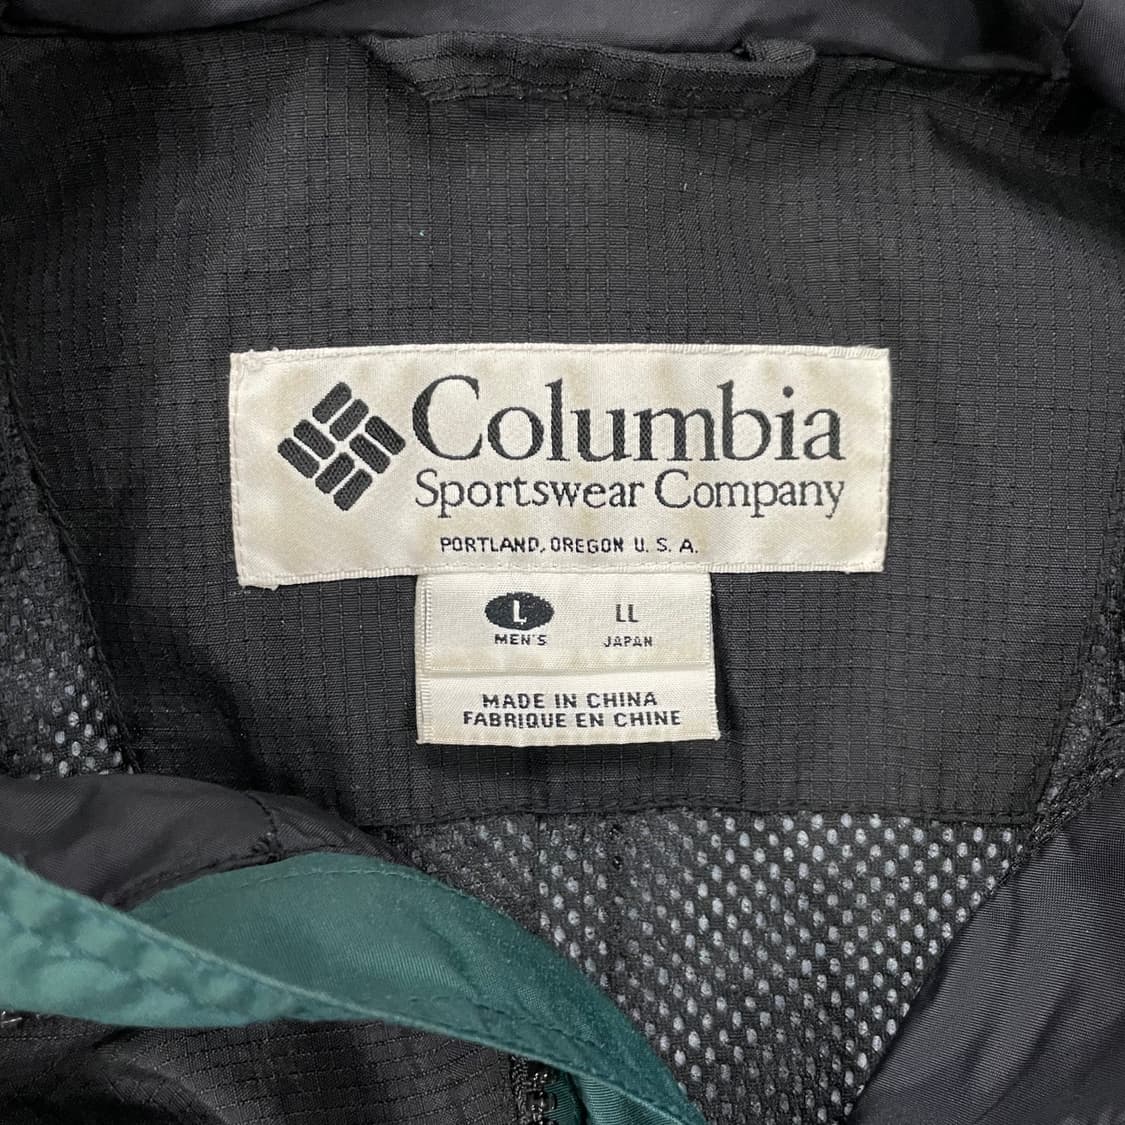 Columbia
Sportswear Company
PORTLAND, OREGON U. S. A.
L LL
MEN'S JAPAN
MADE IN CHINA
FABRIQUE EN CHINE